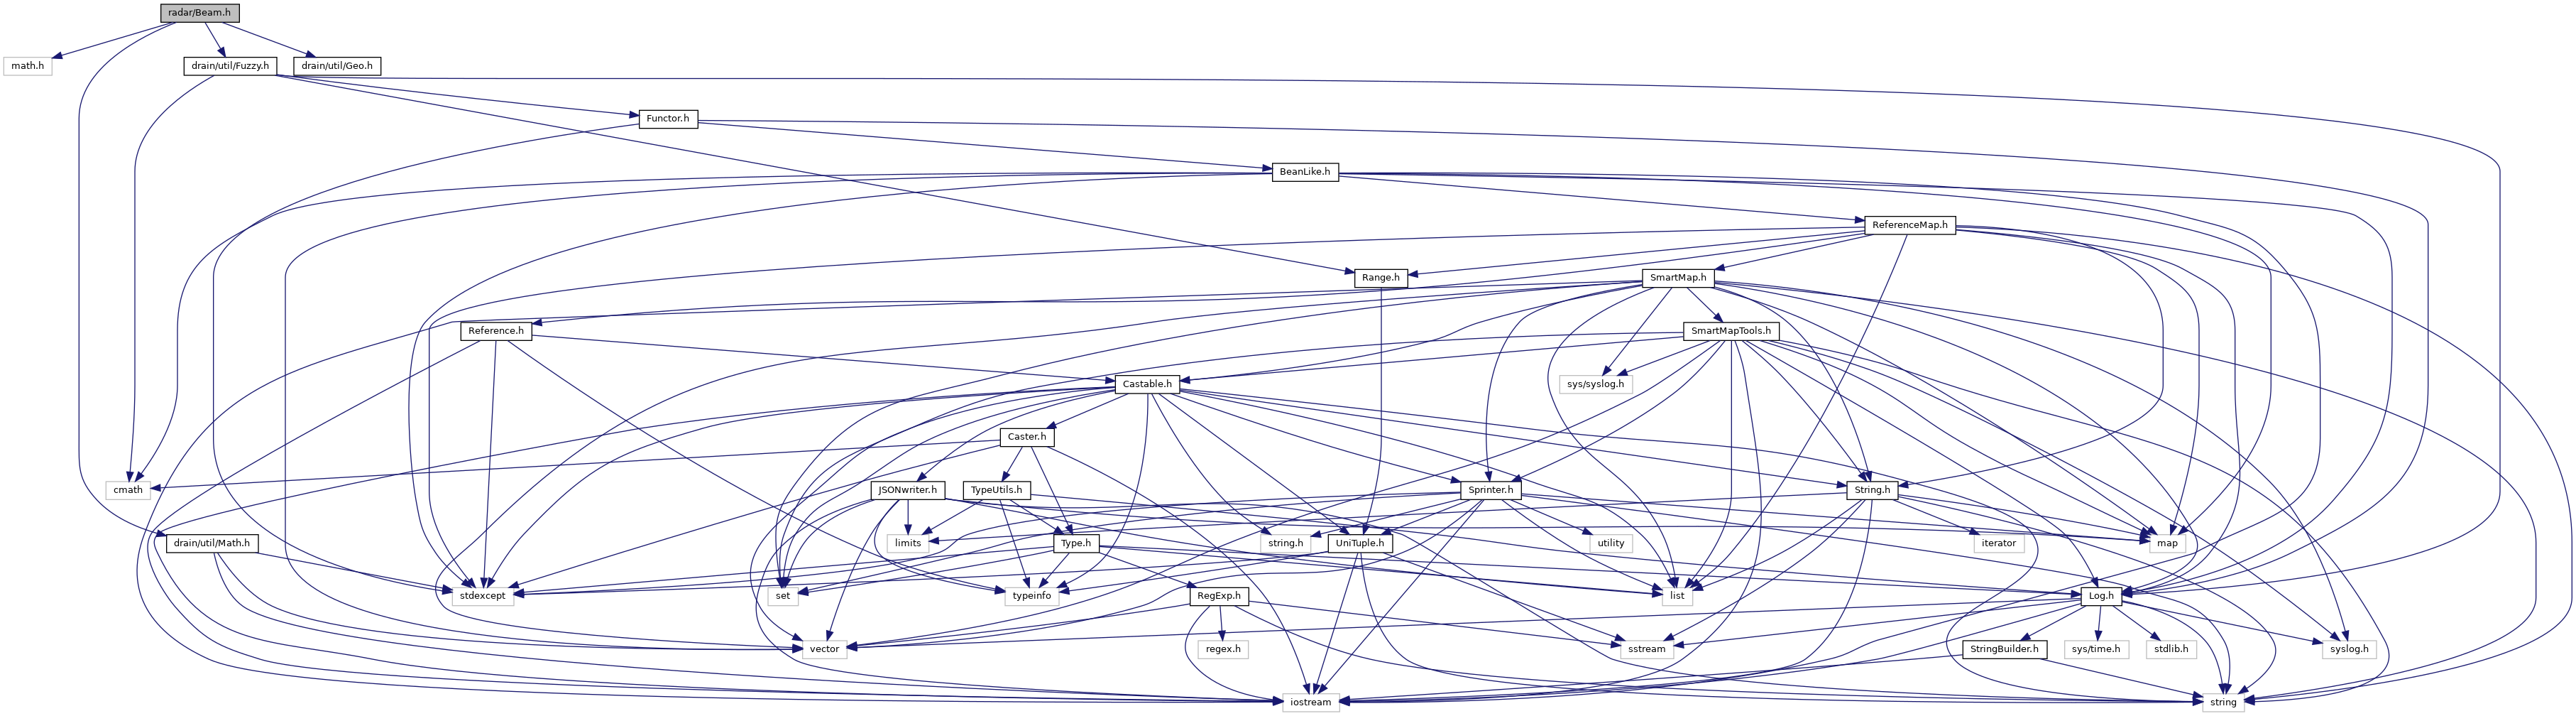 radar/Beam.h
math.h
drain/util/Fuzzy.h
drain/util/Geo.h
Functor.h
BeanLike.h
ReferenceMap.h
Range.h
SmartMap.h
Reference.h
SmartMapTools.h
Castable.h
sys/syslog.h
Caster.h
cmath
JSONwriter.h
TypeUtils.h
Sprinter.h
String.h
drain/util/Math.h
limits
Type.h
string.h
UniTuple.h
utility
iterator
map
stdexcept
set
typeinfo
RegExp.h
list
Log.h
vector
regex.h
sstream
StringBuilder.h
sys/time.h
stdlib.h
syslog.h
iostream
string